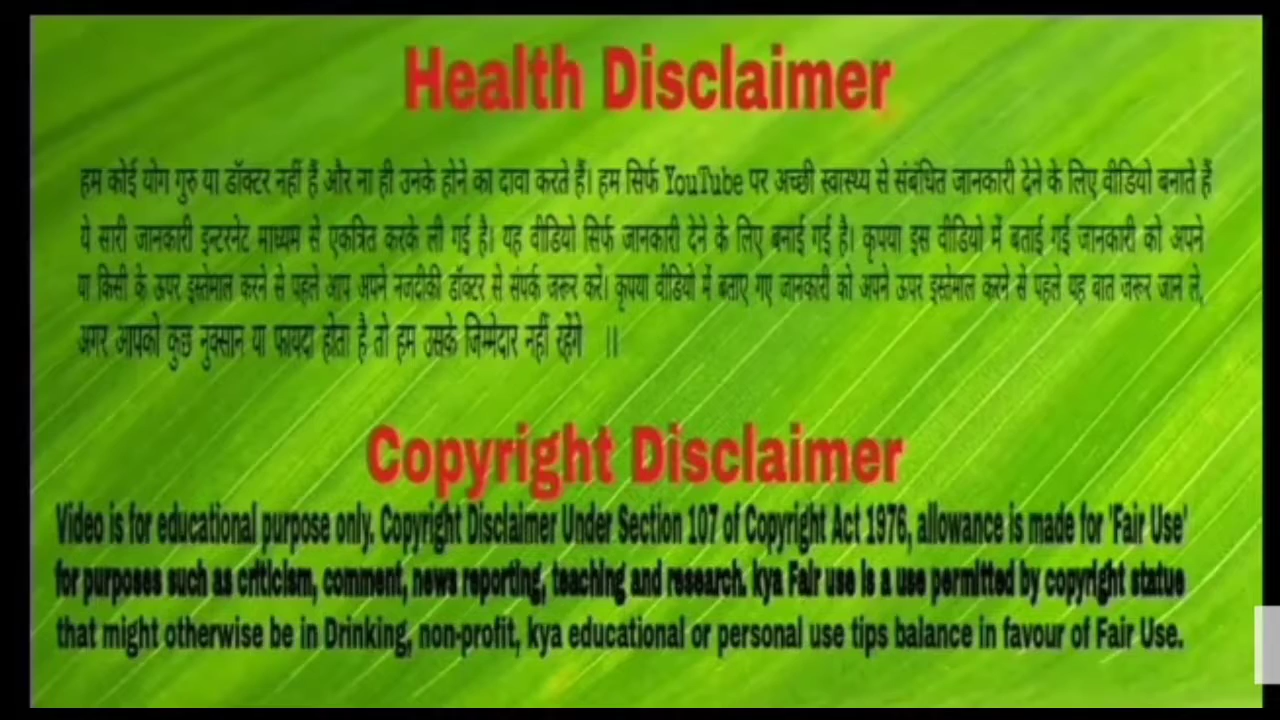 Health Disclaimer
हम कोई योग गुरु या डॉक्टर नहीं हैं और ना ही उनके होने का दावा करते हैं। हम सिर्फ YouTube पर अच्छी स्वास्थ्य से संबंधित जानकारी देने के लिए वीडियो बनाते हैं
ये सारी जानकारी इन्टरनेट माध्यम से एकत्रित करके ली गई है। यह वीडियो सिर्फ जानकारी देने के लिए बनाई गई है। कृपया इस वीडियो में बताई गई जानकारी को अपने
या किसी के ऊपर इस्तेमाल करने से पहले आप अपने नजदीकी डॉक्टर से संपर्क जरूर करें। कृपया वीडियो में बताए गए जानकारी को अपने ऊपर इस्तेमाल करने से पहले यह बात जरूर जान ले,
अगर आपको कुछ नुक्सान या फायदा होता है तो हम उसके जिम्मेदार नहीं रहेंगे ।।
Copyright Disclaimer
Video is for educational purpose only. Copyright Disclaimer Under Section 107 of Copyright Act 1976, allowance is made for 'Fair Use'
for purposes such as criticism, comment, news reporting, teaching and research. kya Fair use is a use permitted by copyright statue
that might otherwise be in Drinking, non-profit, kya educational or personal use tips balance in favour of Fair Use.